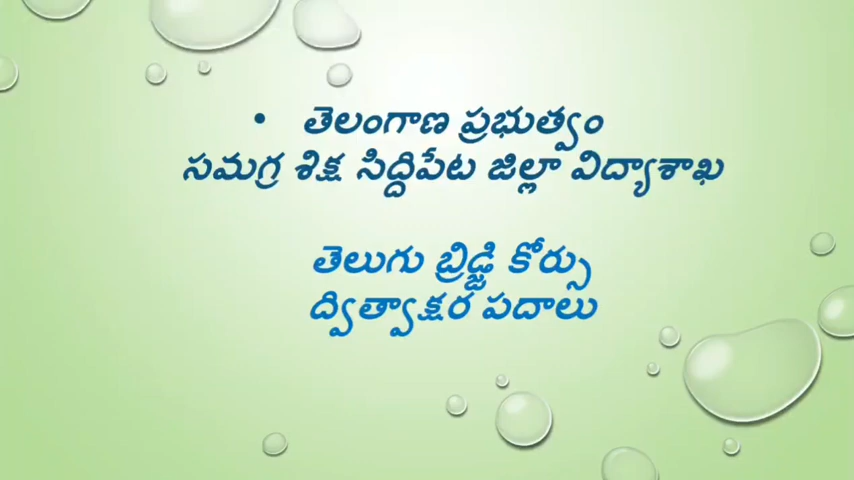 • తెలంగాణ ప్రభుత్వం
సమగ్ర శిక్ష సిద్దిపేట జిల్లా విద్యాశాఖ
తెలుగు బ్రిడ్జి కోర్సు
ద్విత్వాక్షర పదాలు